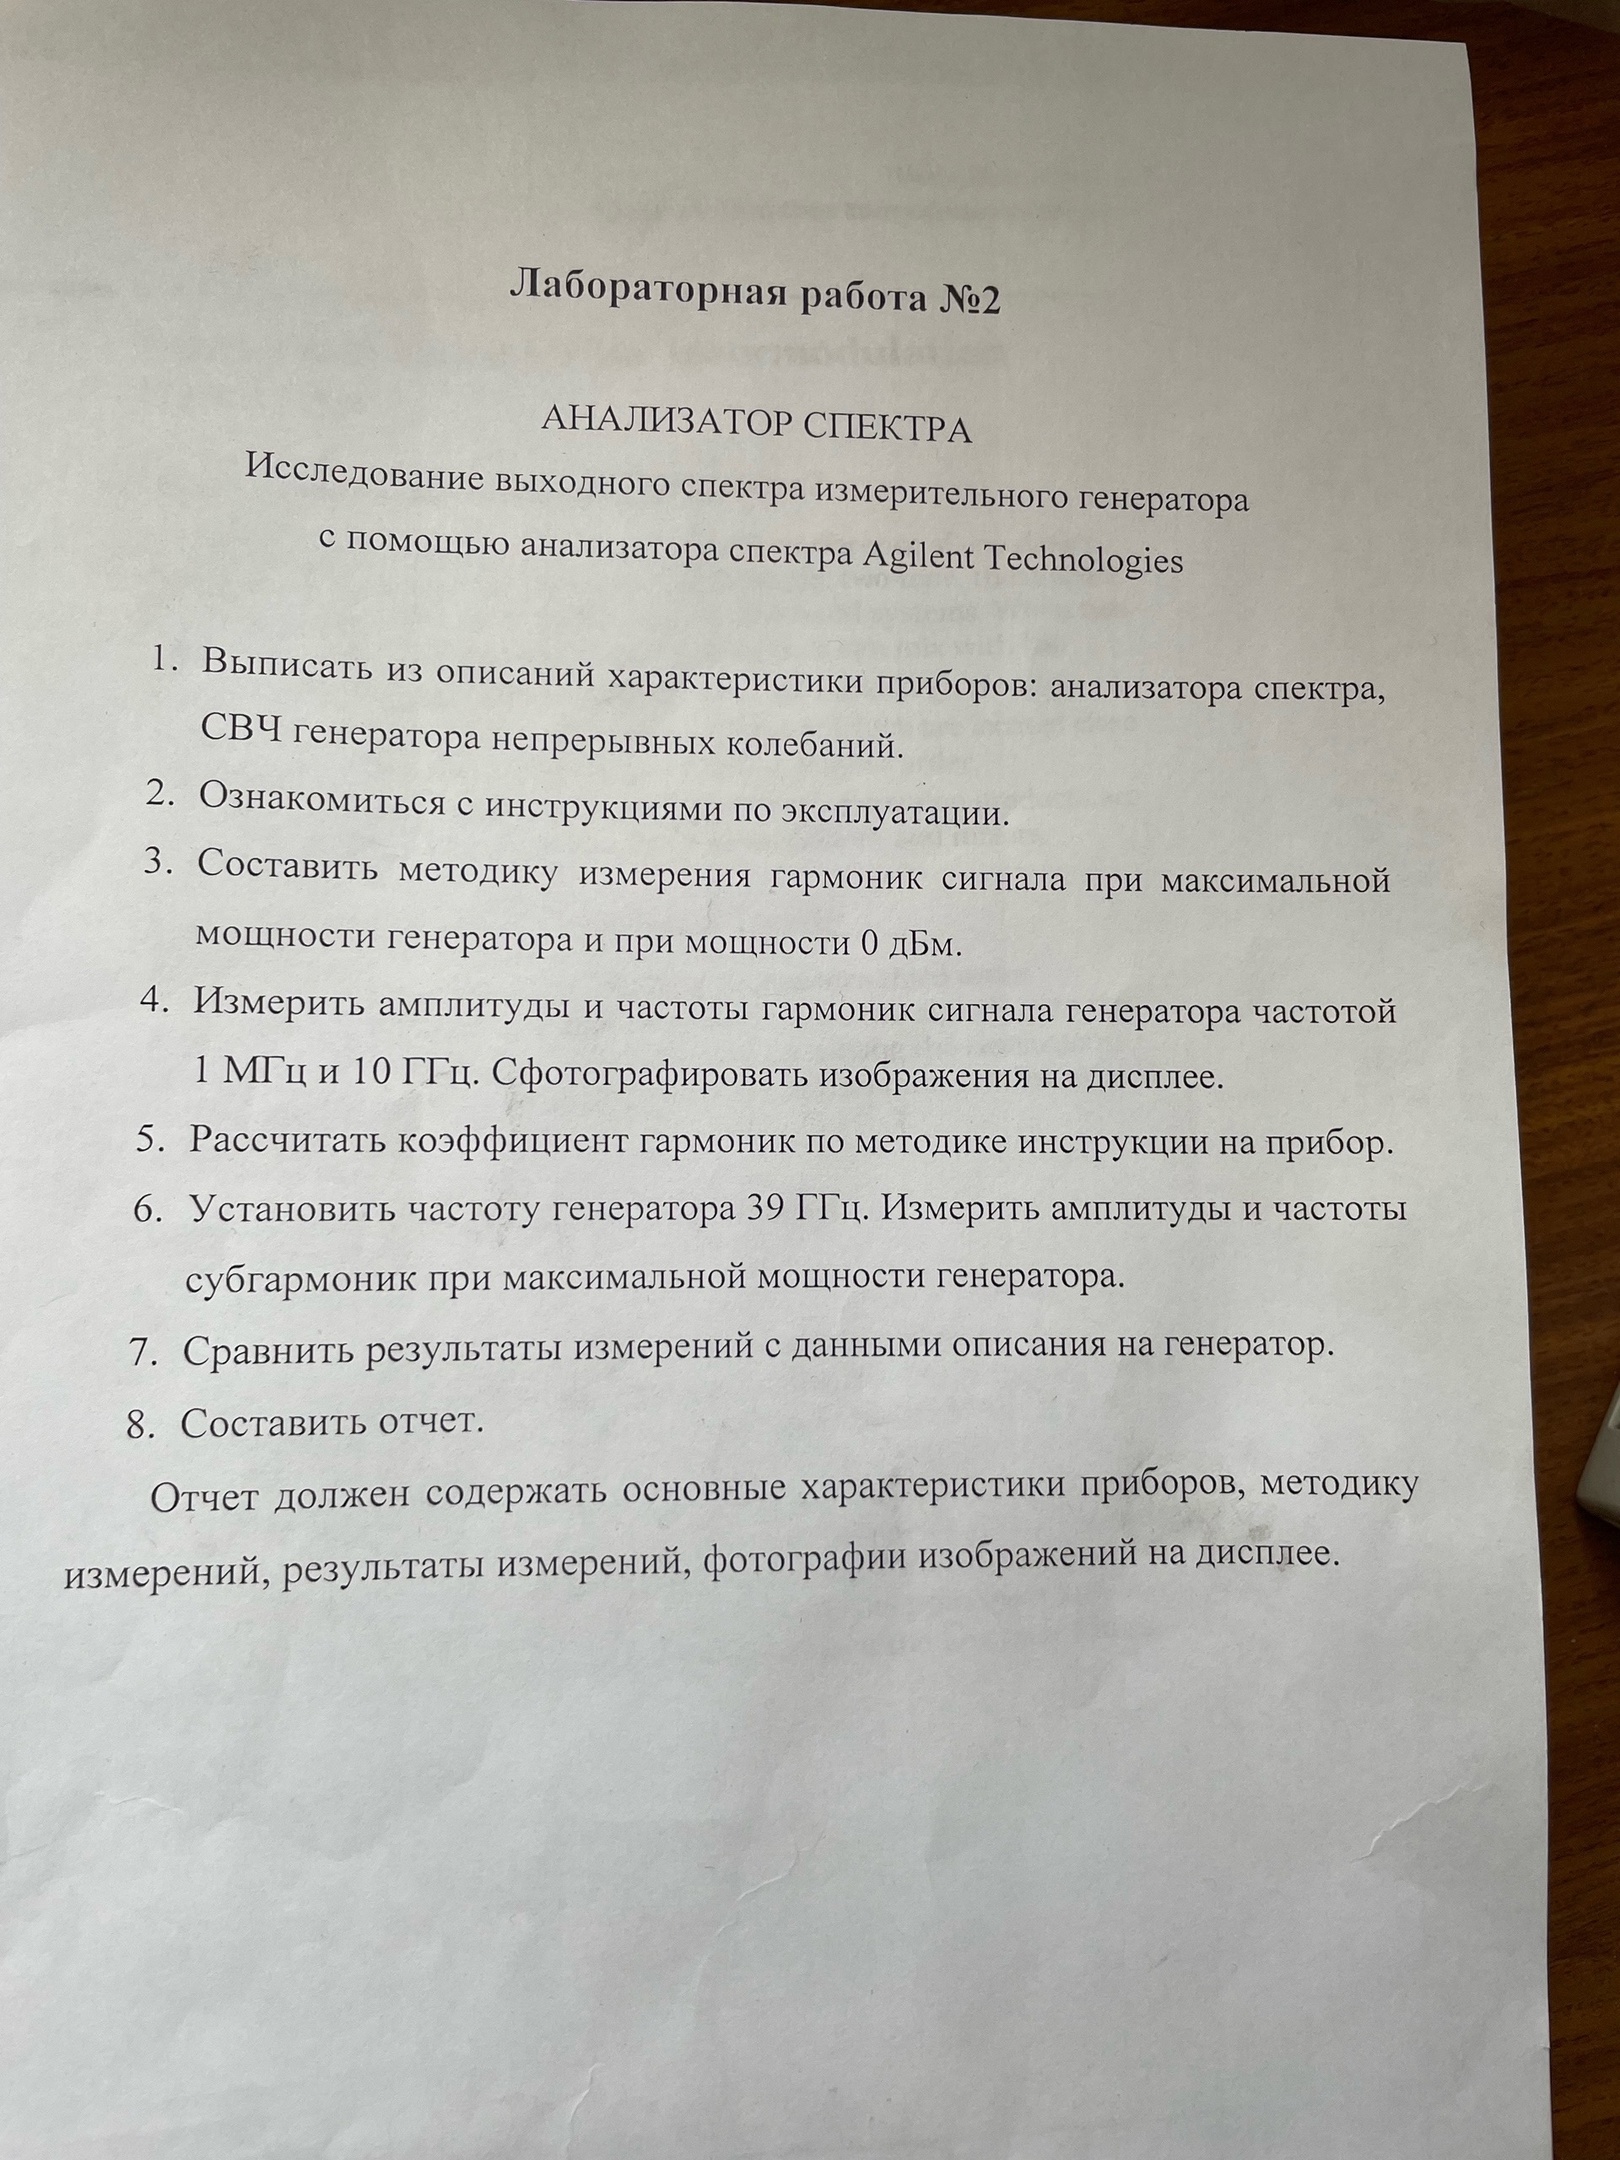 Лабораторная работа №2
АНАЛИЗАТОР СПЕКТРА
Исследование выходного спектра измерительного генератора
с помощью анализатора спектра Agilent Technologies
1. Выписать из описаний характеристики приборов: анализатора спектра,
СВЧ генератора непрерывных колебаний.
2. Ознакомиться с инструкциями по эксплуатации.
3. Составить методику измерения гармоник сигнала при максимальной
мощности генератора и при мощности 0 дБм.
4. Измерить амплитуды и частоты гармоник сигнала генератора частотой
1 МГц и 10 ГГц. Сфотографировать изображения на дисплее.
5. Рассчитать коэффициент гармоник по методике инструкции на прибор.
6. Установить частоту генератора 39 ГГц. Измерить амплитуды и частоты
субгармоник при максимальной мощности генератора.
7. Сравнить результаты измерений с данными описания на генератор.
8. Составить отчет.
Отчет должен содержать основные характеристики приборов, методику
измерений, результаты измерений, фотографии изображений на дисплее.